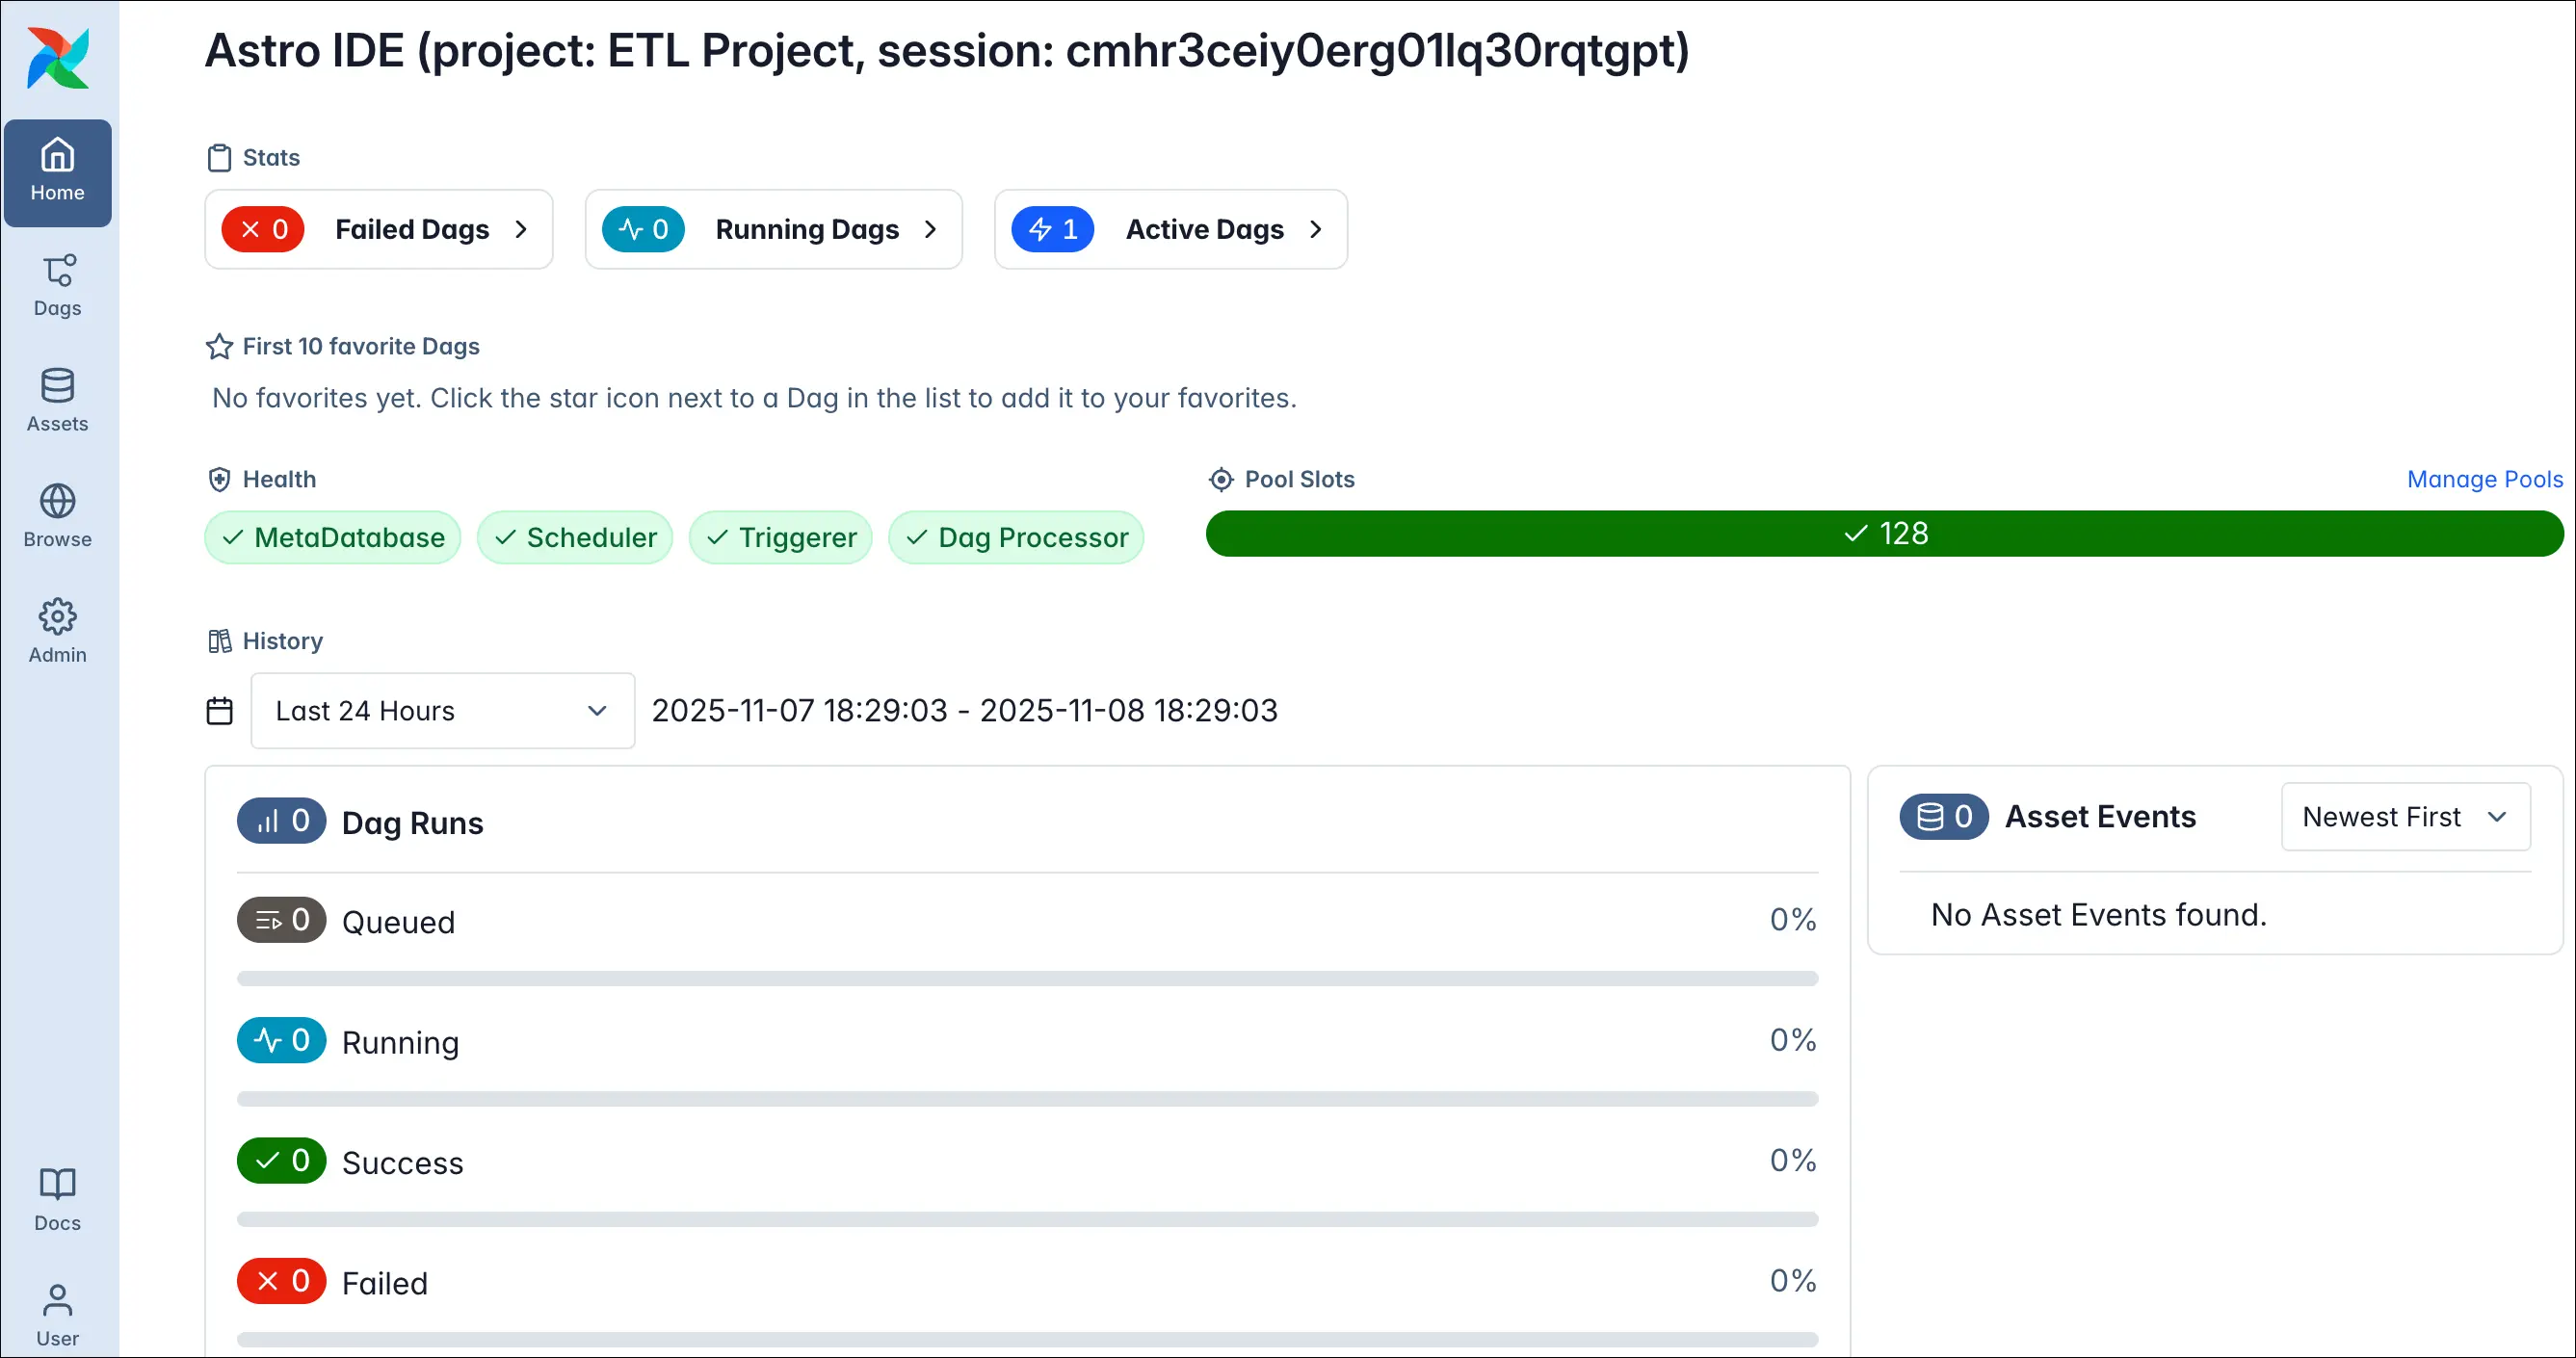 Astro IDE (project: ETL Project, session: cmhr3ceiy0erg01lq30rqtgpt)
Home
Dags
Assets
Browse
Admin
Docs
User
Stats
0 Failed Dags
0 Running Dags
1 Active Dags
First 10 favorite Dags
No favorites yet. Click the star icon next to a Dag in the list to add it to your favorites.
Health
MetaDatabase Scheduler Triggerer Dag Processor
Pool Slots Manage Pools
128
History
Last 24 Hours 2025-11-07 18:29:03 - 2025-11-08 18:29:03
0 Dag Runs
0 Queued 0%
0 Running 0%
0 Success 0%
0 Failed 0%
0 Asset Events Newest First
No Asset Events found.